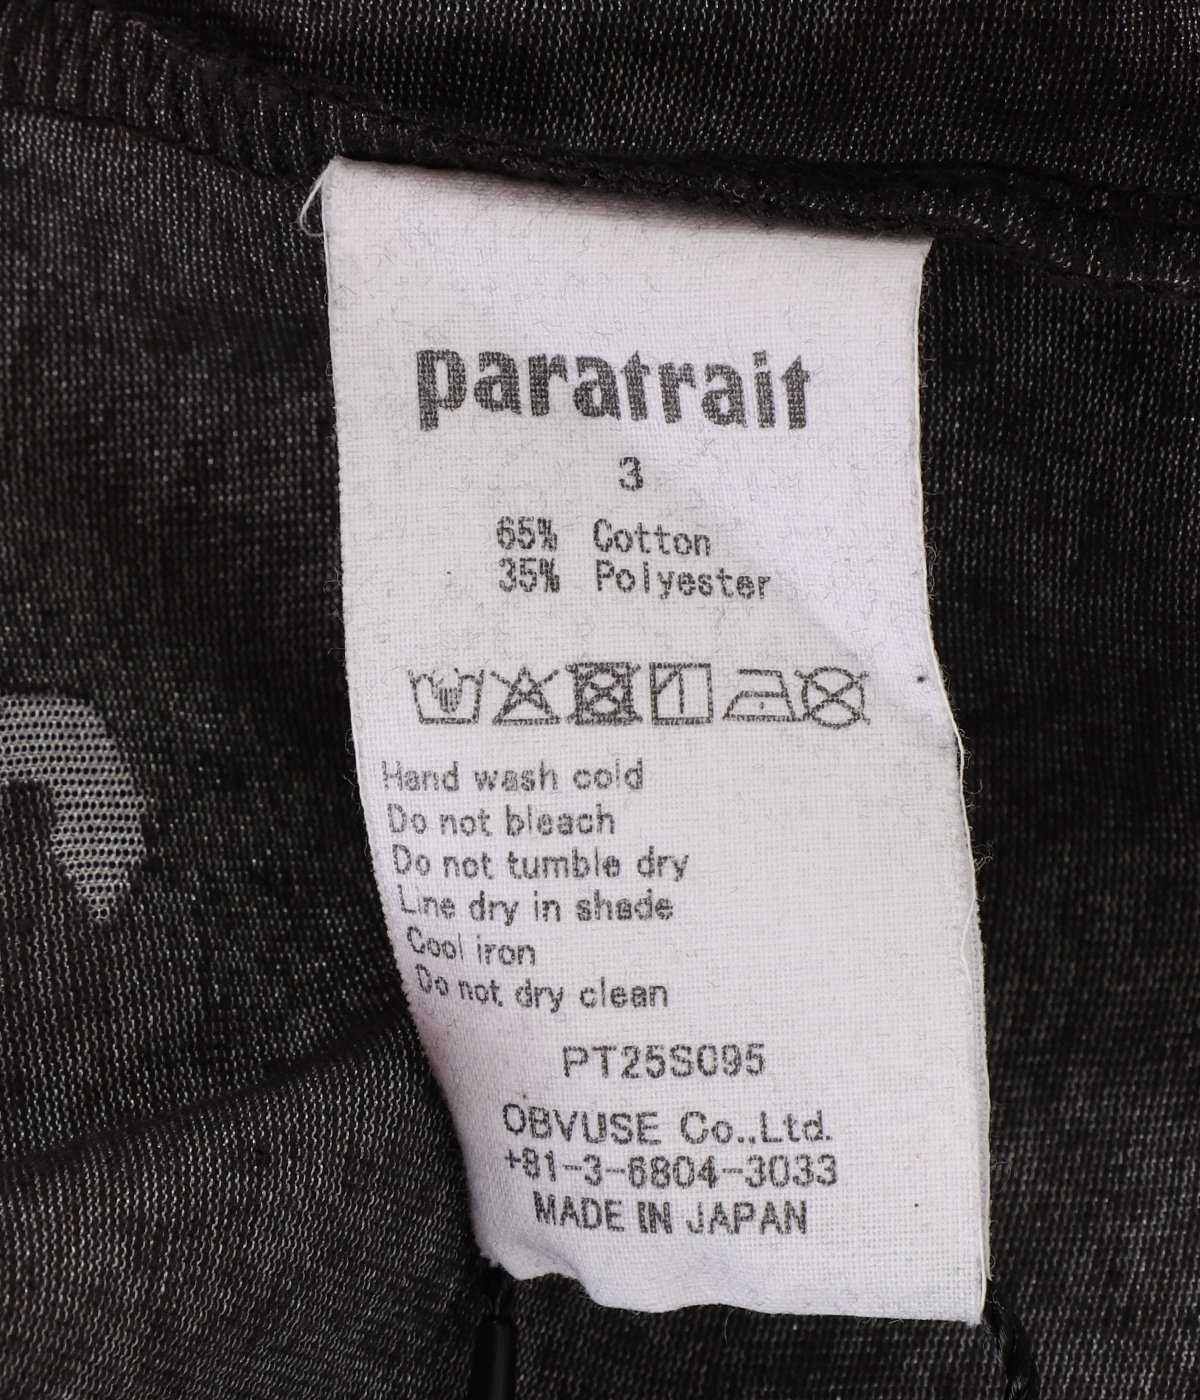 paratrait
3
65% Cotton
35% Polyester
Hand wash cold
Do not bleach
Do not tumble dry
Line dry in shade
Cool iron
Do not dry clean
PT25S095
OBVUSE Co.,Ltd.
+81-3-6804-3033
MADE IN JAPAN